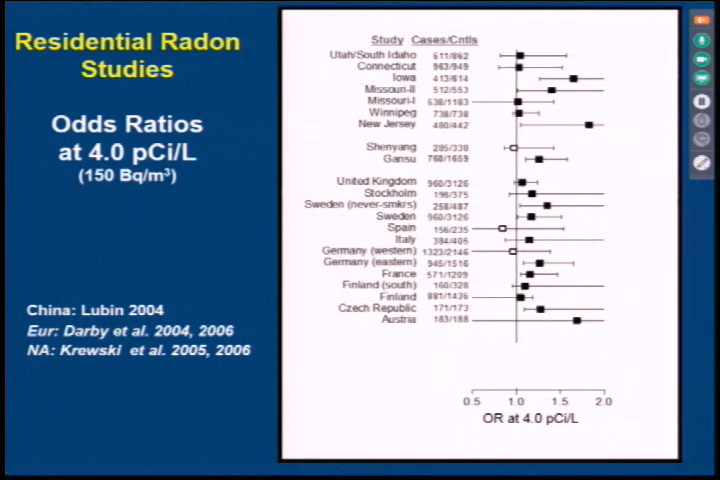 Residential Radon
Studies
Odds Ratios
at 4.0 pCi/L
(150 Bq/m³)
China: Lubin 2004
Eur: Darby et al. 2004, 2006
NA: Krewski et al. 2005, 2006
Study Cases/Cntls
Utah/South Idaho 511/862
Connecticut 963/949
Iowa 413/614
Missouri-II 512/553
Missouri-I 538/1183
Winnipeg 738/738
New Jersey 480/442
Shenyang 285/338
Gansu 768/1659
United Kingdom 960/3126
Stockholm 196/375
Sweden (never-smkrs) 258/487
Sweden 960/3126
Spain 156/235
Italy 384/405
Germany (western) 1323/2146
Germany (eastern) 945/1516
France 571/1209
Finland (south) 160/328
Finland 881/1435
Czech Republic 171/173
Austria 183/188
0.5 1.0 1.5 2.0
OR at 4.0 pCi/L